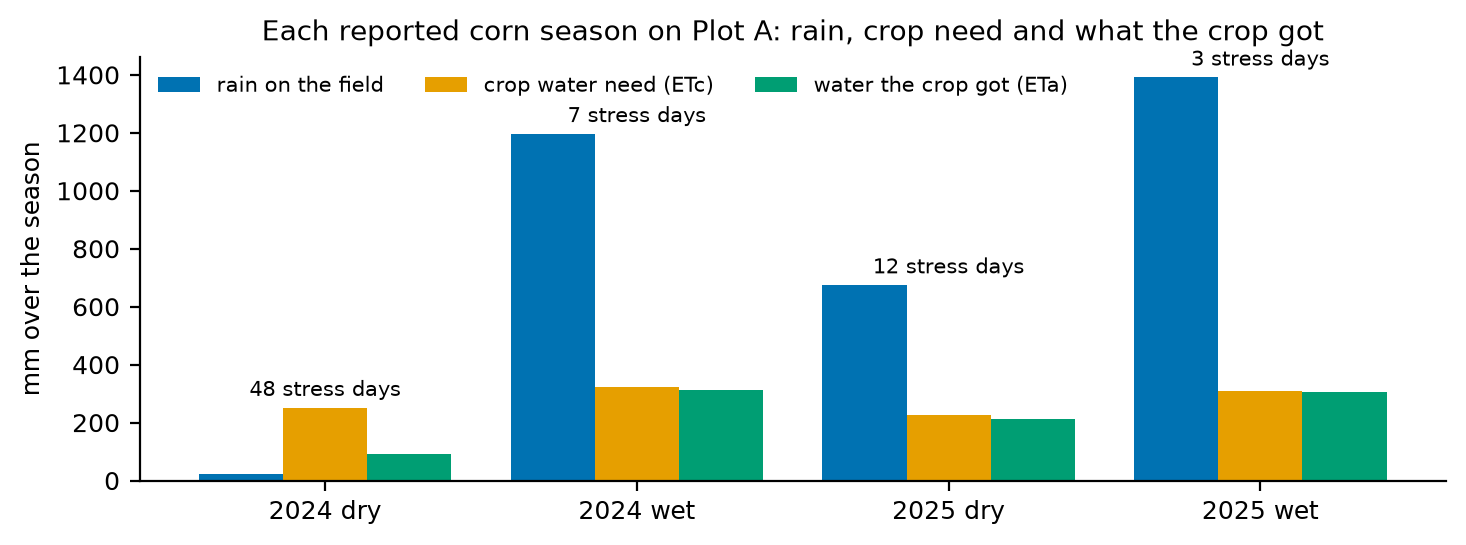 Each reported corn season on Plot A: rain, crop need and what the crop got
3 stress days
rain on the field
crop water need (ETc)
water the crop got (ETa)
7 stress days
12 stress days
48 stress days
mm over the season
1400
1200
1000
800
600
400
200
0
2024 dry
2024 wet
2025 dry
2025 wet